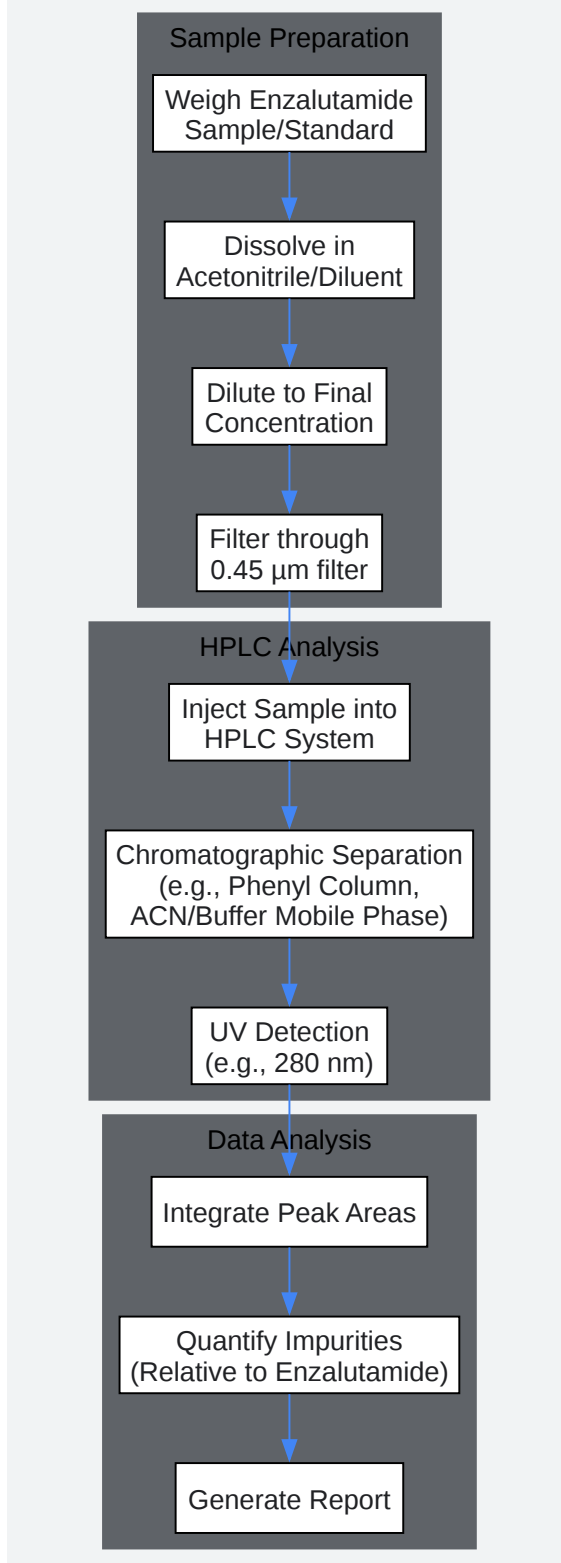 Sample Preparation
Weigh Enzalutamide
Sample/Standard
Dissolve in
Acetonitrile/Diluent
Dilute to Final
Concentration
Filter through
0.45 µm filter
HPLC Analysis
Inject Sample into
HPLC System
Chromatographic Separation
(e.g., Phenyl Column,
ACN/Buffer Mobile Phase)
UV Detection
(e.g., 280 nm)
Data Analysis
Integrate Peak Areas
Quantify Impurities
(Relative to Enzalutamide)
Generate Report